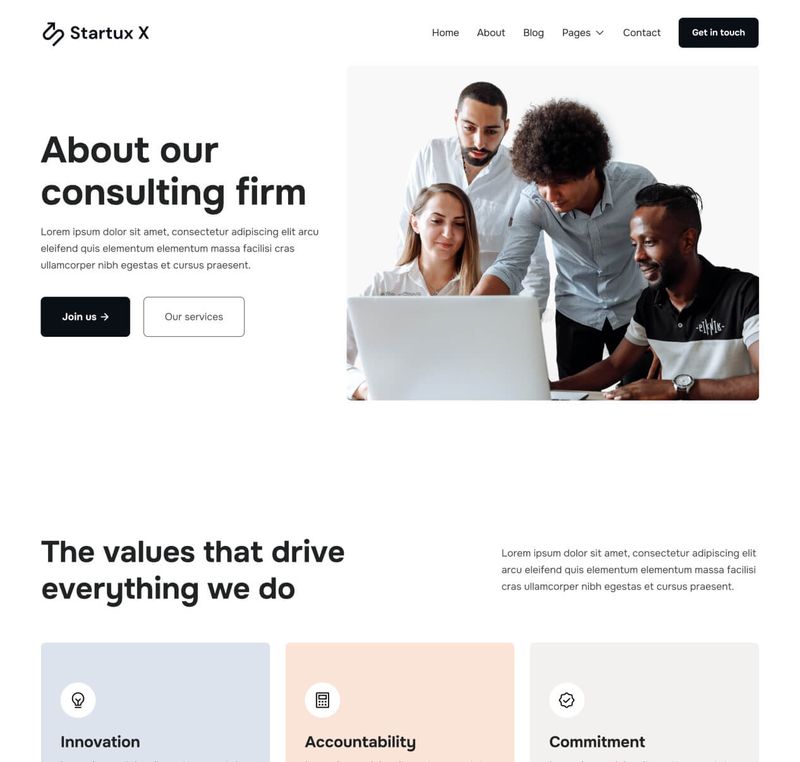 Startux X
Home About Blog Pages Contact Get in touch
About our
consulting firm
Lorem ipsum dolor sit amet, consectetur adipiscing elit arcu
eleifend quis elementum elementum massa facilisi cras
ullamcorper nibh egestas et cursus praesent.
Join us → Our services
The values that drive
everything we do
Lorem ipsum dolor sit amet, consectetur adipiscing elit
arcu eleifend quis elementum elementum massa facilisi
cras ullamcorper nibh egestas et cursus praesent.
Innovation Accountability Commitment